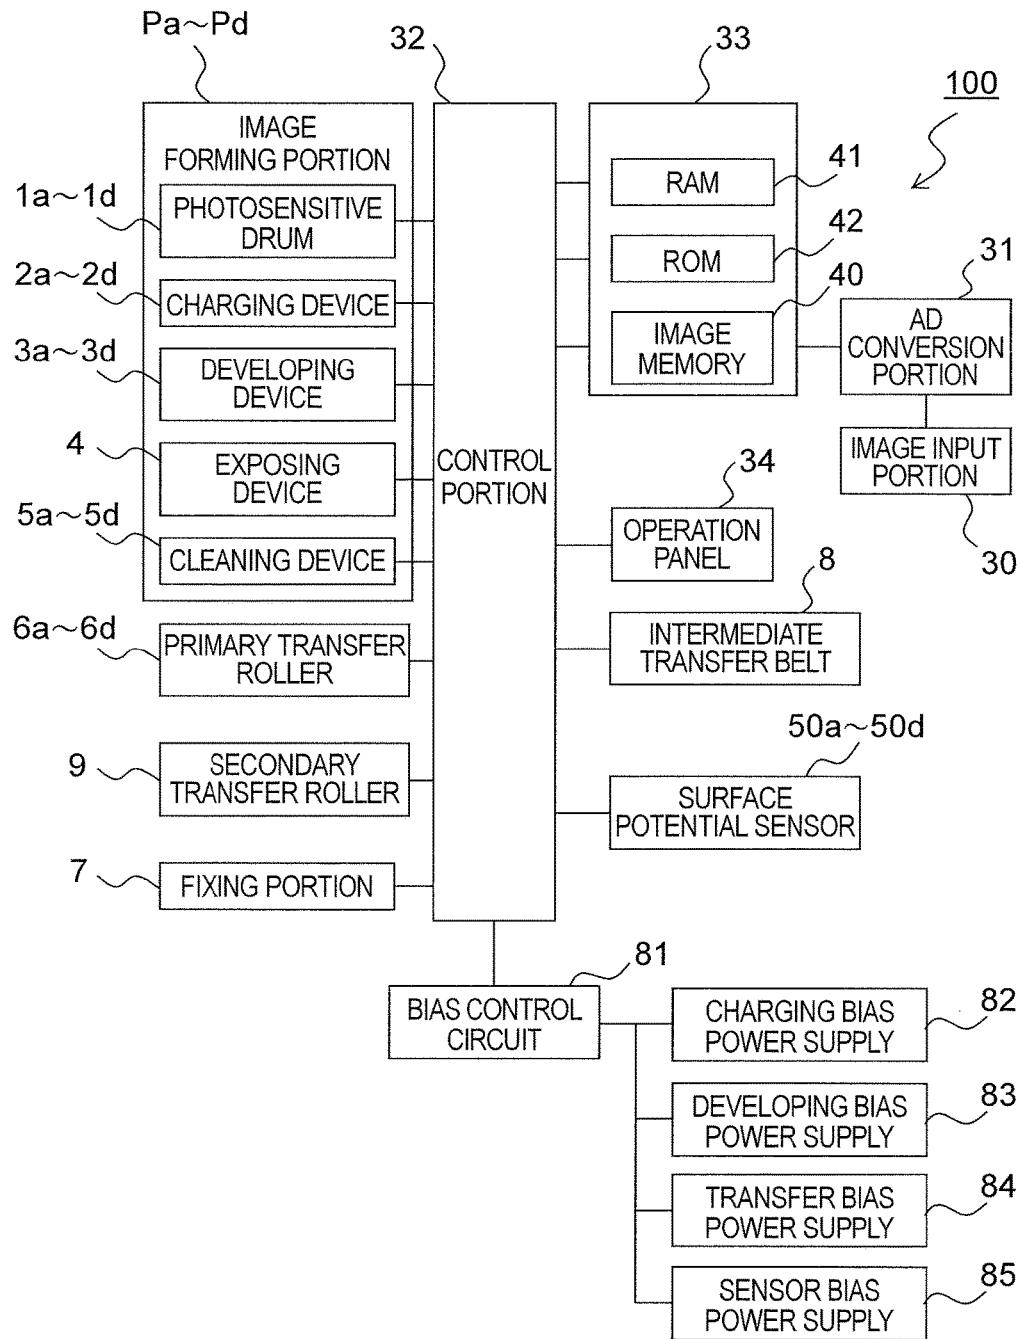 Pa～Pd
32
33
100
IMAGE
FORMING PORTION
1a～1d
PHOTOSENSITIVE
DRUM
2a～2d
CHARGING DEVICE
3a～3d
DEVELOPING
DEVICE
4
EXPOSING
DEVICE
5a～5d
CLEANING DEVICE
6a～6d
PRIMARY TRANSFER
ROLLER
9
SECONDARY
TRANSFER ROLLER
7
FIXING PORTION
CONTROL
PORTION
RAM
41
ROM
42
40
IMAGE
MEMORY
31
AD
CONVERSION
PORTION
IMAGE INPUT
PORTION
30
34
OPERATION
PANEL
8
INTERMEDIATE
TRANSFER BELT
50a～50d
SURFACE
POTENTIAL SENSOR
81
BIAS CONTROL
CIRCUIT
CHARGING BIAS
POWER SUPPLY
82
DEVELOPING BIAS
POWER SUPPLY
83
TRANSFER BIAS
POWER SUPPLY
84
SENSOR BIAS
POWER SUPPLY
85